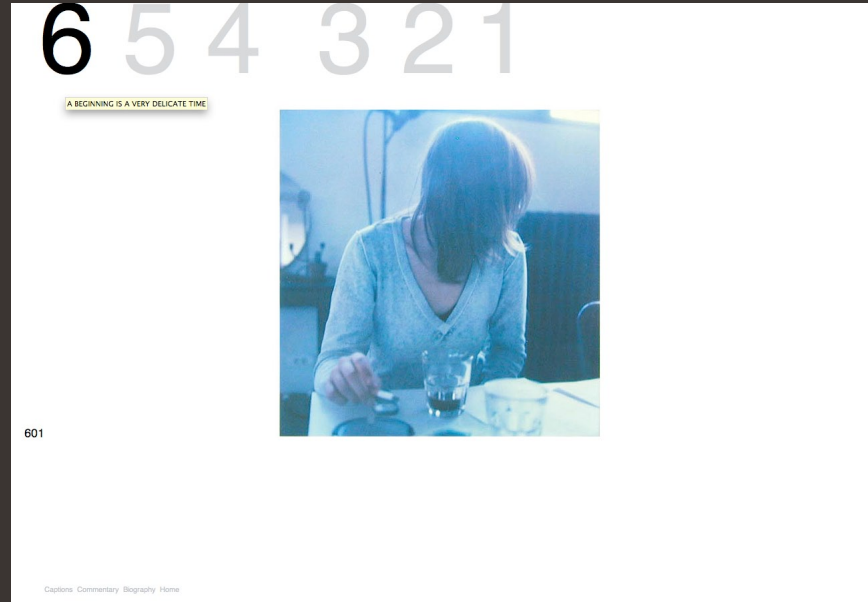 6 5 4 3 2 1
A BEGINNING IS A VERY DELICATE TIME
601
Captions Commentary Biography Home